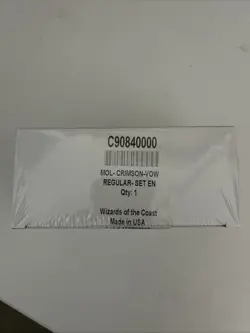 C90840000
MOL- CRIMSON-VOW
REGULAR- SET EN
Qty: 1
Wizards of the Coast
Made in USA